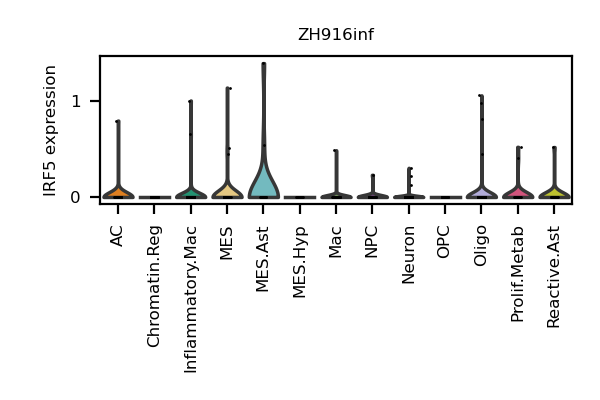 ZH916inf
IRF5 expression
1
0
AC
Chromatin.Reg
Inflammatory.Mac
MES
MES.Ast
MES.Hyp
Mac
NPC
Neuron
OPC
Oligo
Prolif.Metab
Reactive.Ast